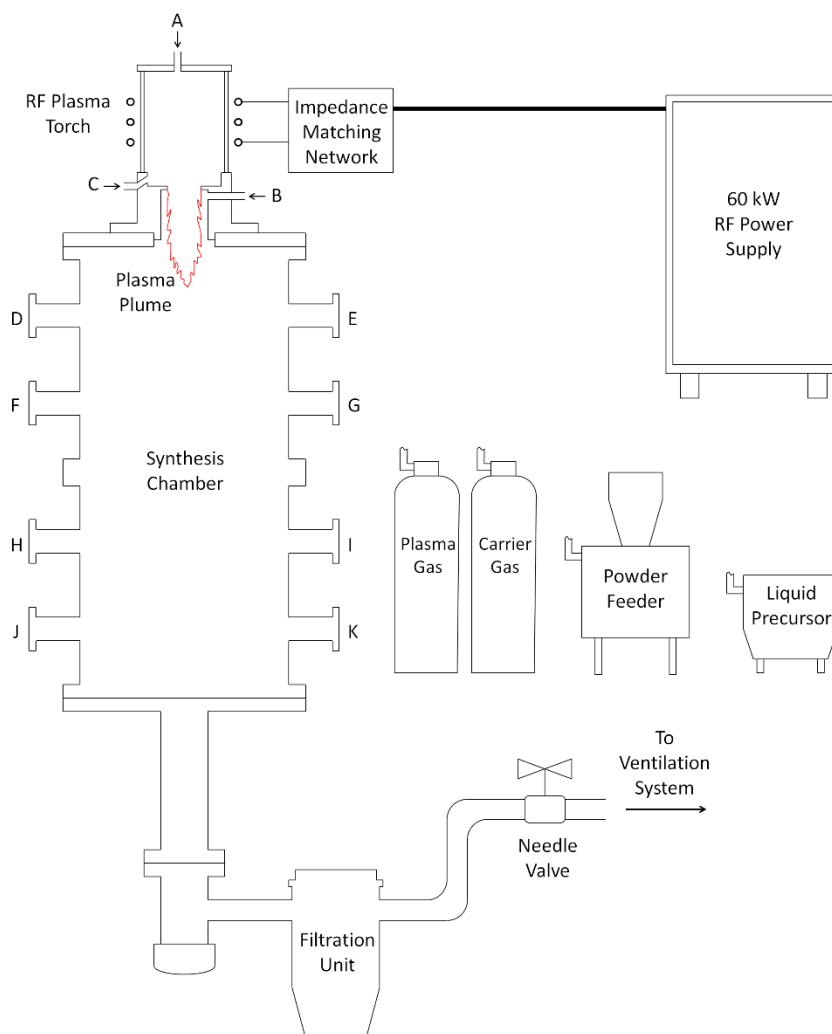 A
RF Plasma
Torch
Impedance
Matching
Network
C
B
60 kW
RF Power
Supply
Plasma
Plume
D
E
F
G
Synthesis
Chamber
Plasma
Gas
Carrier
Gas
Powder
Feeder
Liquid
Precursor
H
I
J
K
To
Ventilation
System
Needle
Valve
Filtration
Unit